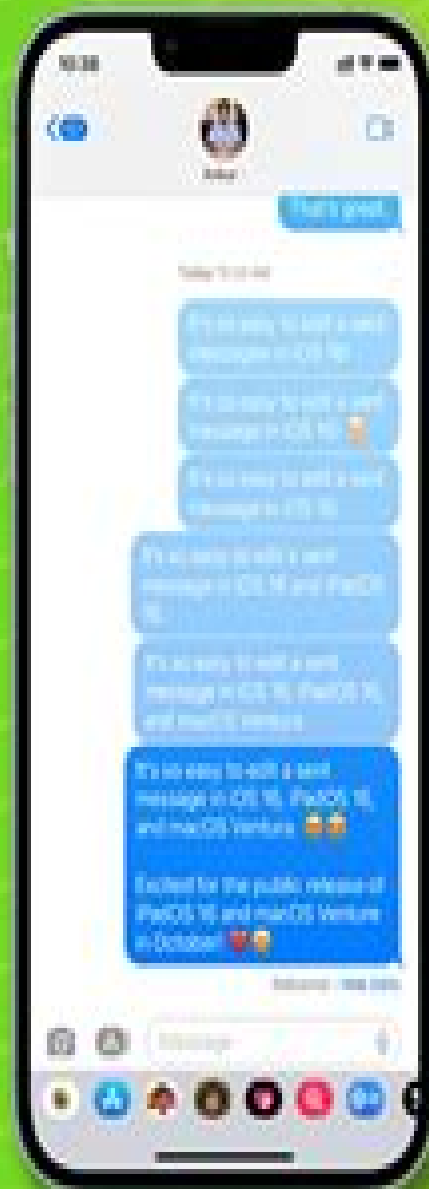 10:38
That's great.
It's so easy to edit a sent
messages in iOS 16!
It's so easy to edit a sent
message in iOS 16!
It's so easy to edit a sent
message in iOS 16.
It's so easy to edit a sent
message in iOS 16 and iPadOS
16.
It's so easy to edit a sent
message in iOS 16, iPadOS 16,
and macOS Ventura
It's so easy to edit a sent
message in iOS 16, iPadOS 16,
and macOS Ventura 🤯🤯
Excited for the public release of
iPadOS 16 and macOS Venture
in October! ❤️🤯
Message